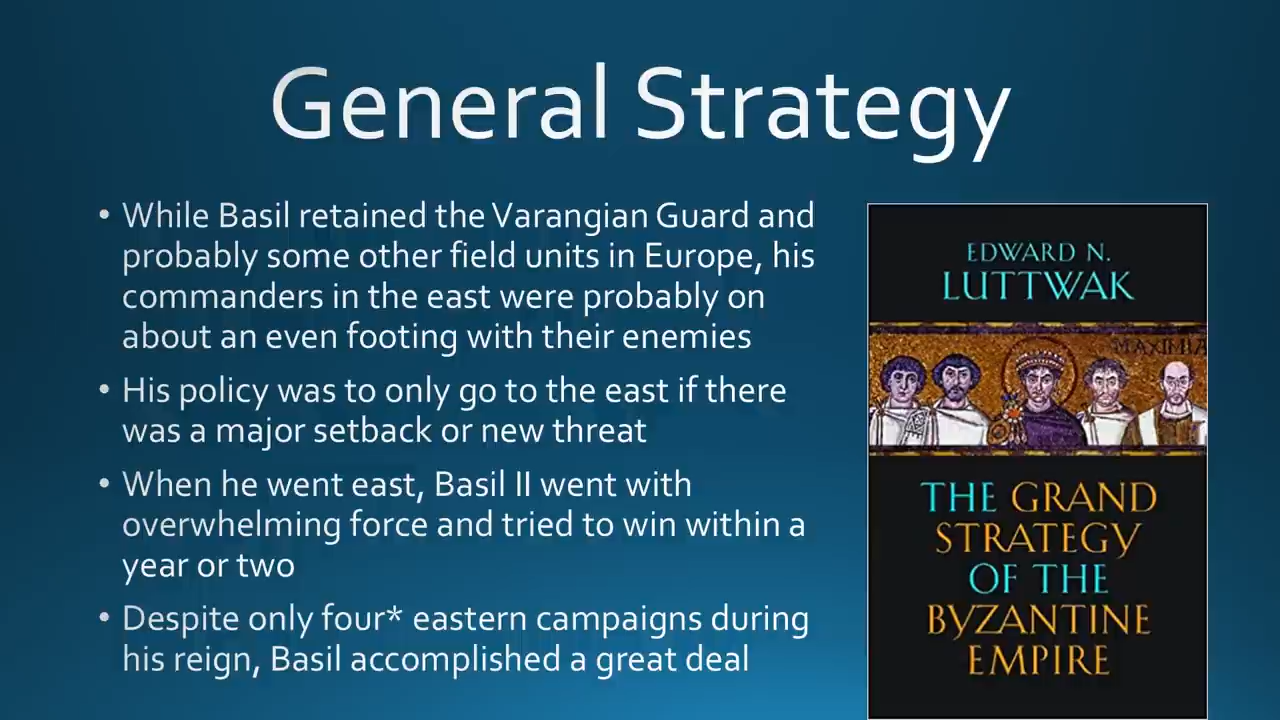 General Strategy
• While Basil retained the Varangian Guard and
probably some other field units in Europe, his
commanders in the east were probably on
about an even footing with their enemies
• His policy was to only go to the east if there
was a major setback or new threat
• When he went east, Basil II went with
overwhelming force and tried to win within a
year or two
• Despite only four* eastern campaigns during
his reign, Basil accomplished a great deal
EDWARD N.
LUTTWAK
MAXIMIA
THE GRAND
STRATEGY
OF THE
BYZANTINE
EMPIRE